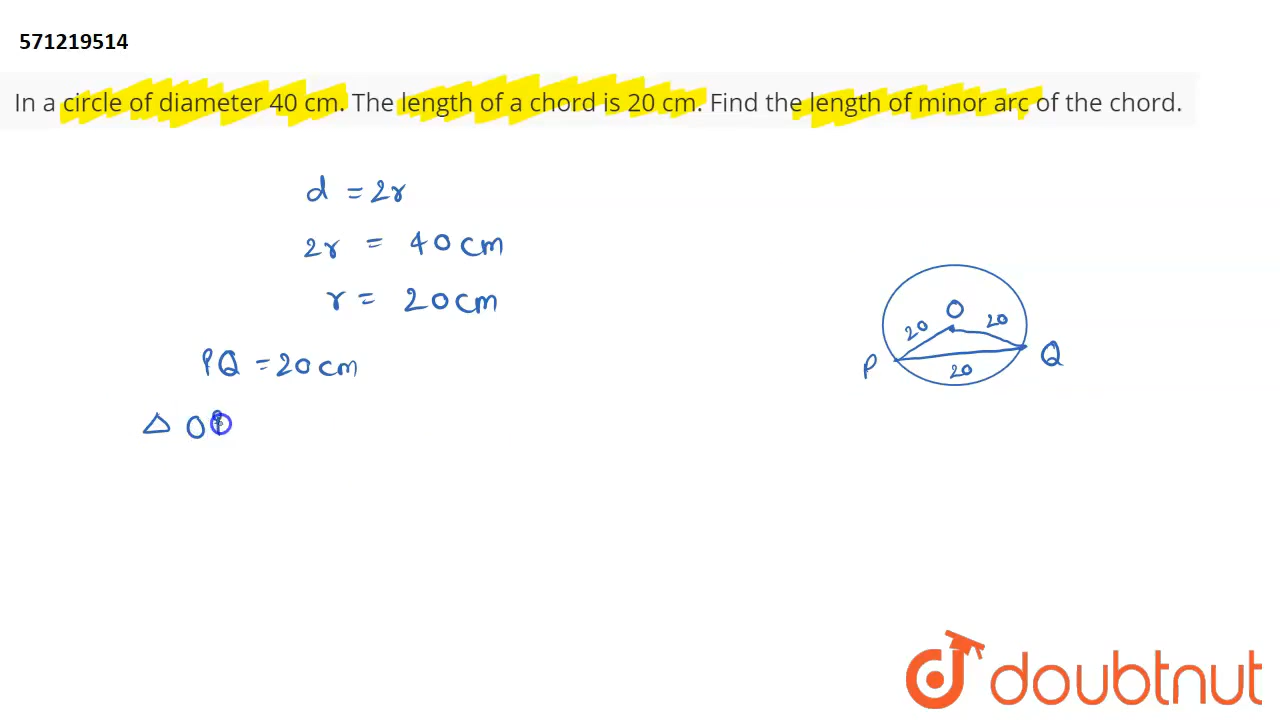 571219514
In a circle of diameter 40 cm. The length of a chord is 20 cm. Find the length of minor arc of the chord.
d = 2r
2r = 40 cm
r = 20 cm
PQ = 20 cm
△ OP
O
20 20
P Q
20
doubtnut